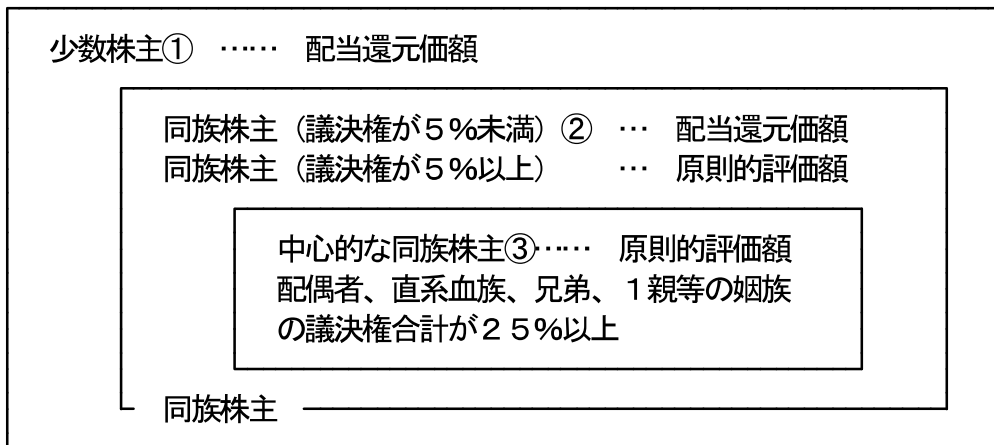 少数株主① …… 配当還元価額
同族株主（議決権が５％未満）② … 配当還元価額
同族株主（議決権が５％以上） … 原則的評価額
中心的な同族株主③…… 原則的評価額
配偶者、直系血族、兄弟、１親等の姻族
の議決権合計が２５％以上
同族株主